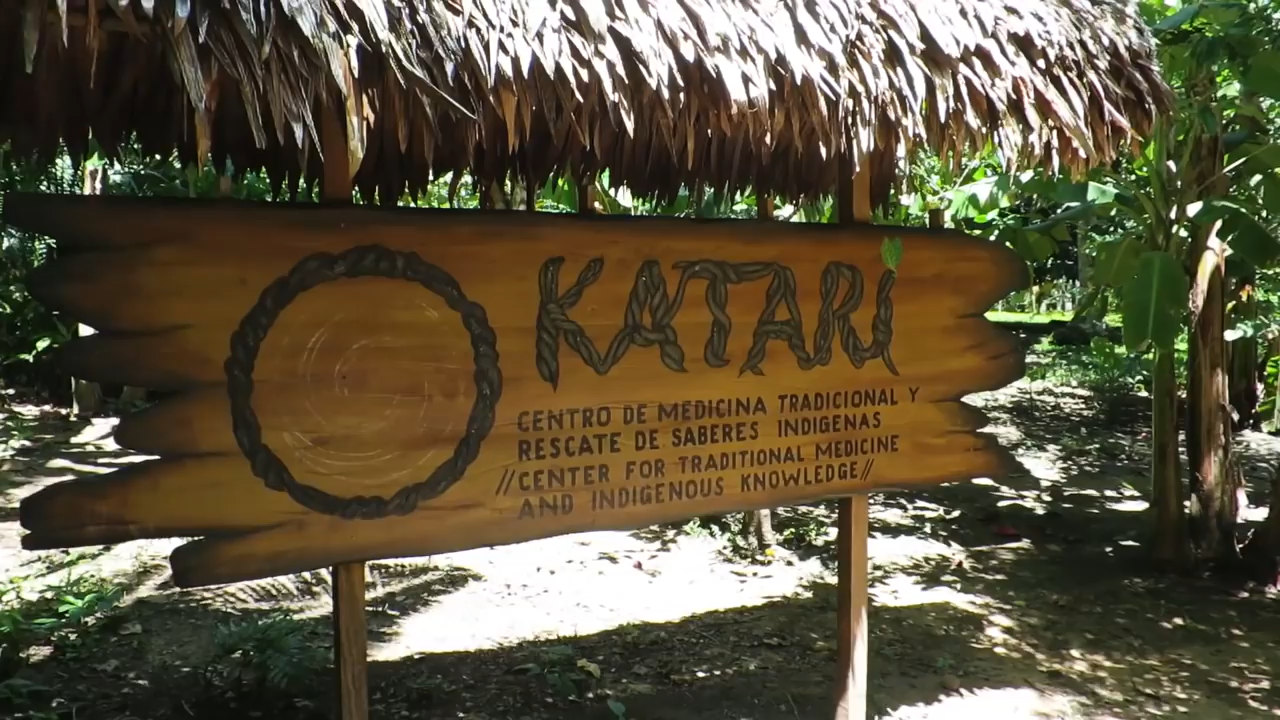 KATARI
CENTRO DE MEDICINA TRADICIONAL Y
RESCATE DE SABERES INDIGENAS
//CENTER FOR TRADITIONAL MEDICINE
AND INDIGENOUS KNOWLEDGE//